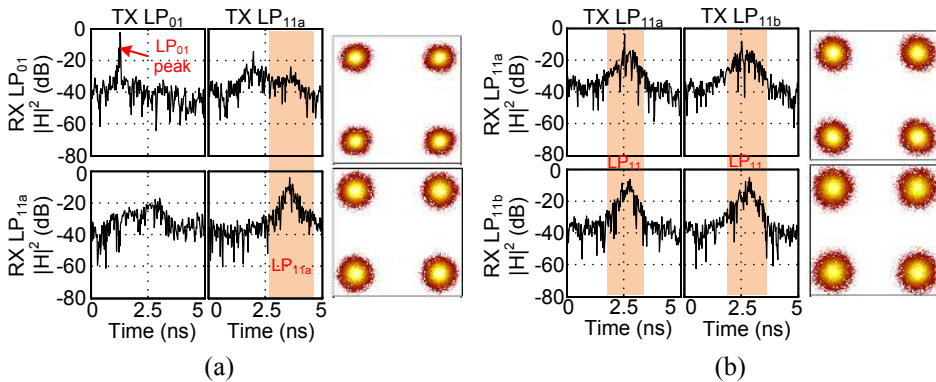 (a)
TX LP01 TX LP11a
RX LP01
|H|² (dB)
0
-20
-40
-60
-80
LP01
peak
RX LP11a
|H|² (dB)
0
-20
-40
-60
-80
LP11a
0 2.5 5 0 2.5 5
Time (ns) Time (ns)
(a)
(b)
TX LP11a TX LP11b
RX LP11a
|H|² (dB)
0
-20
-40
-60
-80
LP11 LP11
RX LP11b
|H|² (dB)
0
-20
-40
-60
-80
0 2.5 5 0 2.5 5
Time (ns) Time (ns)
(b)